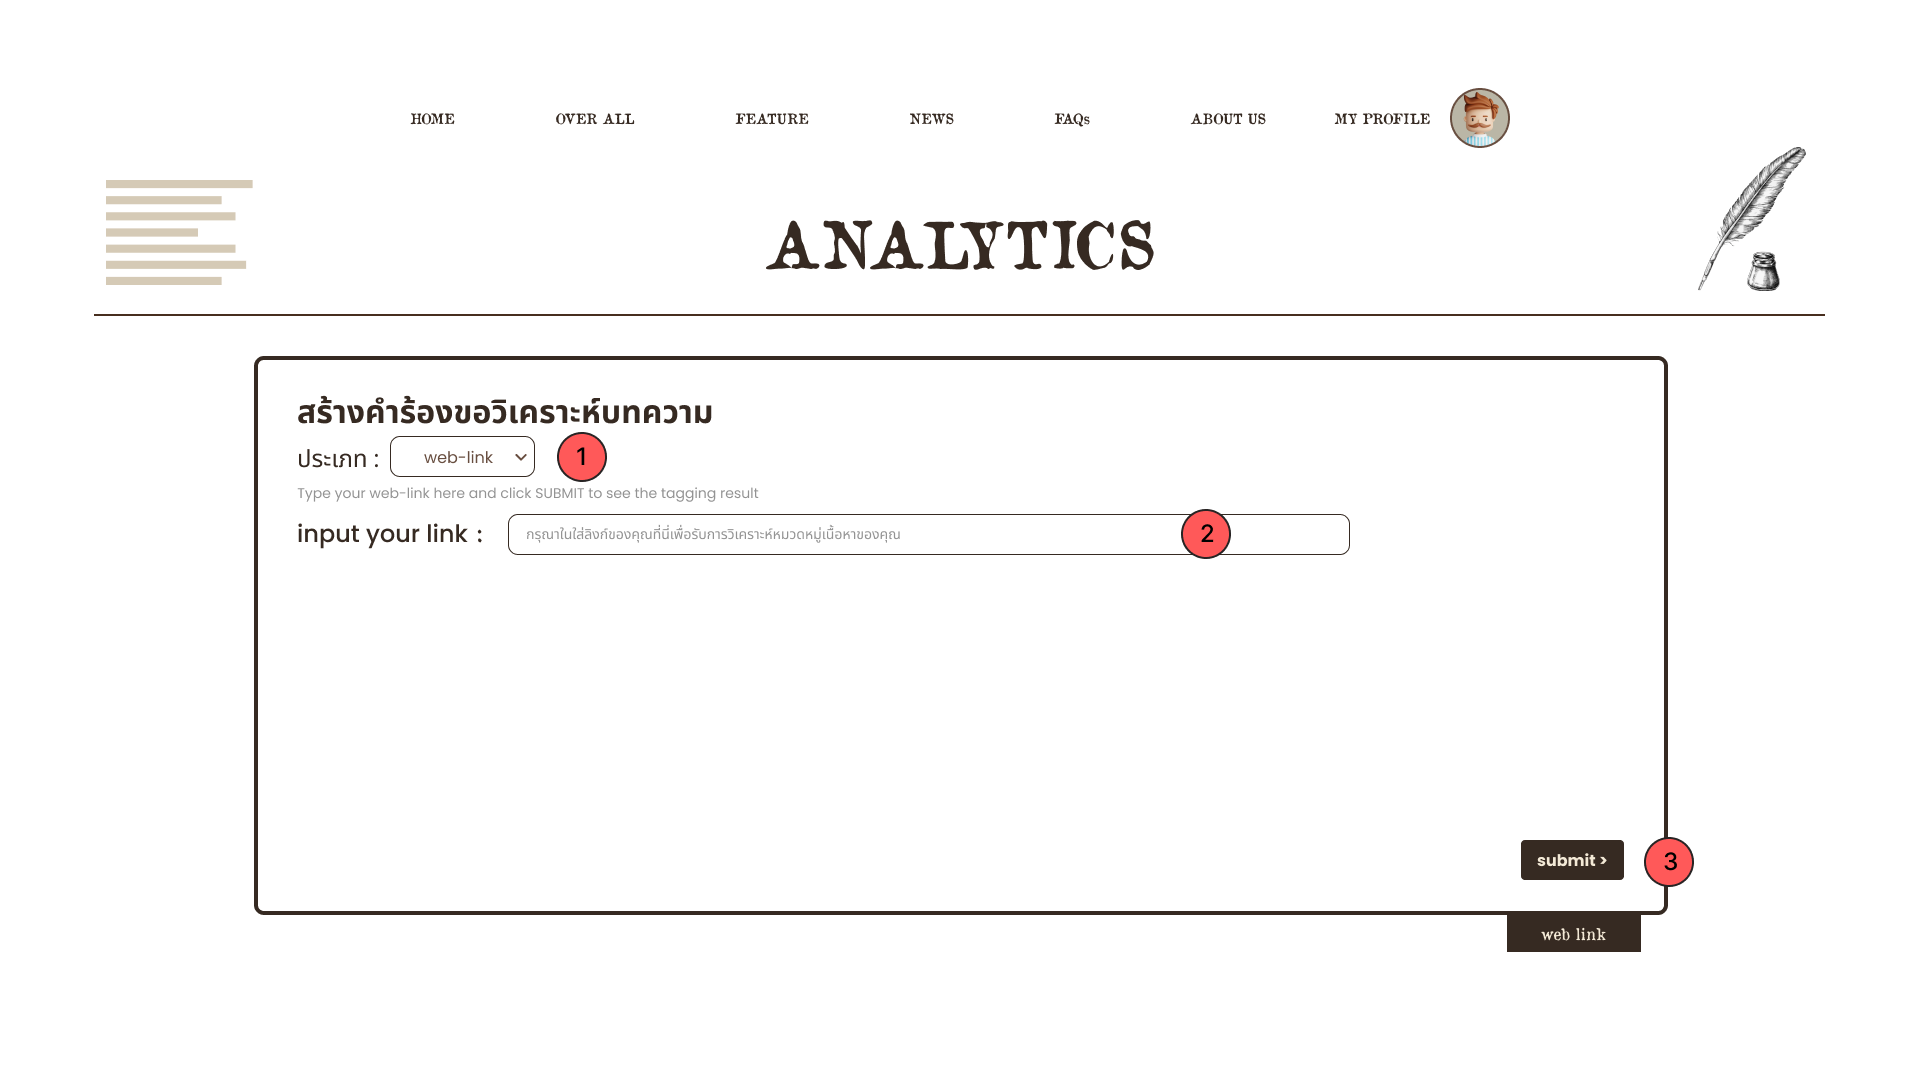 HOME OVER ALL FEATURE NEWS FAQs ABOUT US MY PROFILE
ANALYTICS
สร้างคำร้องขอวิเคราะห์บทความ
ประเภท : web-link 1
Type your web-link here and click SUBMIT to see the tagging result
input your link : กรุณาในใส่ลิงก์ของคุณที่นี่เพื่อรับการวิเคราะห์หมวดหมู่เนื้อหาของคุณ 2
submit > 3
web link